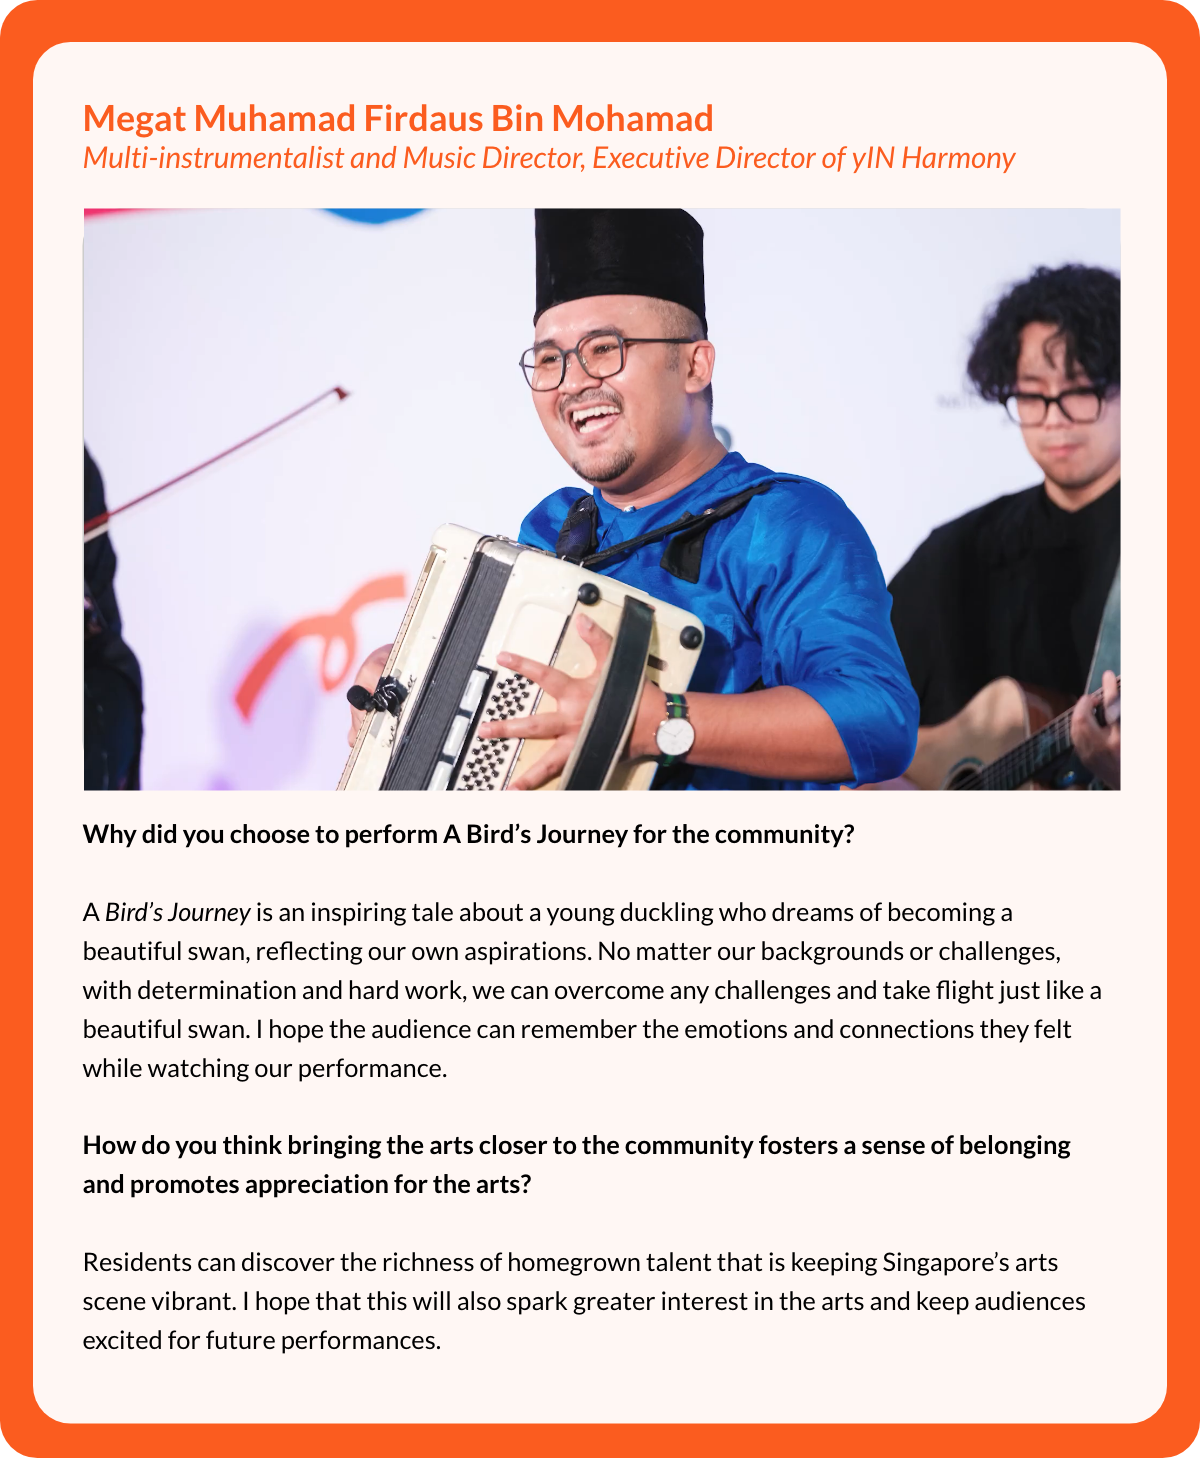 Megat Muhamad Firdaus Bin Mohamad
Multi-instrumentalist and Music Director, Executive Director of yIN Harmony
Why did you choose to perform A Bird’s Journey for the community?
A Bird’s Journey is an inspiring tale about a young duckling who dreams of becoming a
beautiful swan, reflecting our own aspirations. No matter our backgrounds or challenges,
with determination and hard work, we can overcome any challenges and take flight just like a
beautiful swan. I hope the audience can remember the emotions and connections they felt
while watching our performance.
How do you think bringing the arts closer to the community fosters a sense of belonging
and promotes appreciation for the arts?
Residents can discover the richness of homegrown talent that is keeping Singapore’s arts
scene vibrant. I hope that this will also spark greater interest in the arts and keep audiences
excited for future performances.